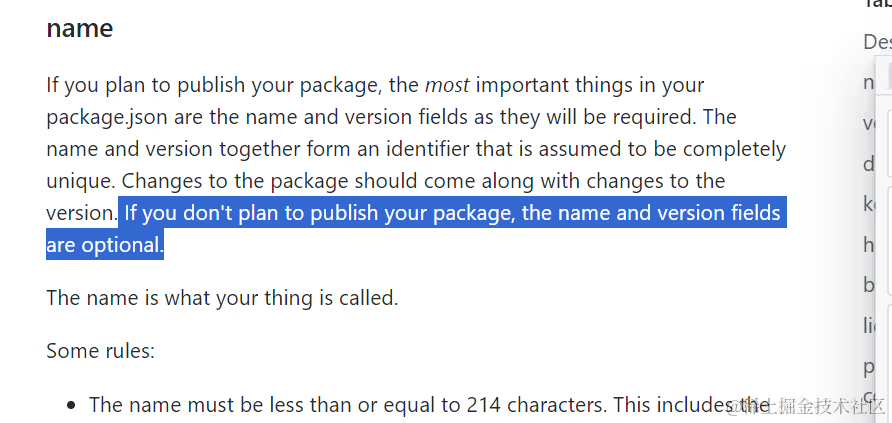 name
If you plan to publish your package, the most important things in your
package.json are the name and version fields as they will be required. The
name and version together form an identifier that is assumed to be completely
unique. Changes to the package should come along with changes to the
version. If you don't plan to publish your package, the name and version fields
are optional.
The name is what your thing is called.
Some rules:
• The name must be less than or equal to 214 characters. This includes the
@稀土掘金技术社区